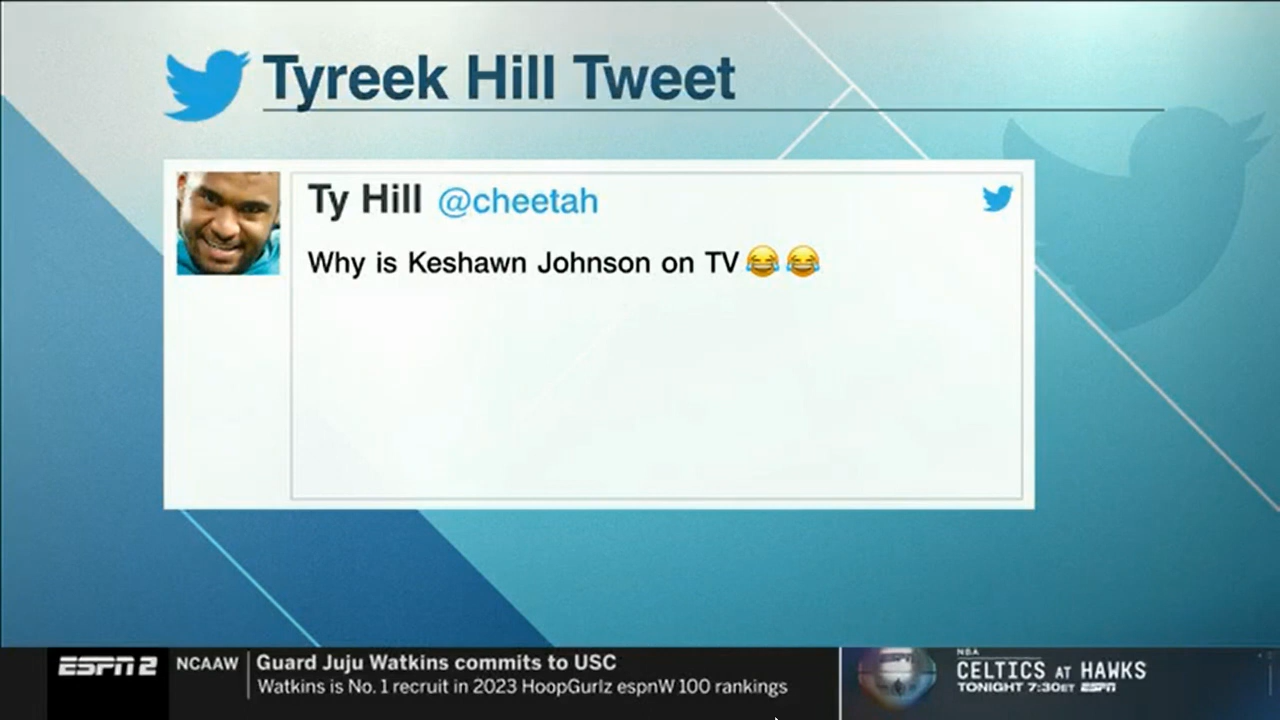 Tyreek Hill Tweet
Ty Hill @cheetah
Why is Keshawn Johnson on TV😂😂
ESPN2
NCAAW
Guard Juju Watkins commits to USC
Watkins is No. 1 recruit in 2023 HoopGurlz espnW 100 rankings
NBA
CELTICS AT HAWKS
TONIGHT 7:30ET ESPN